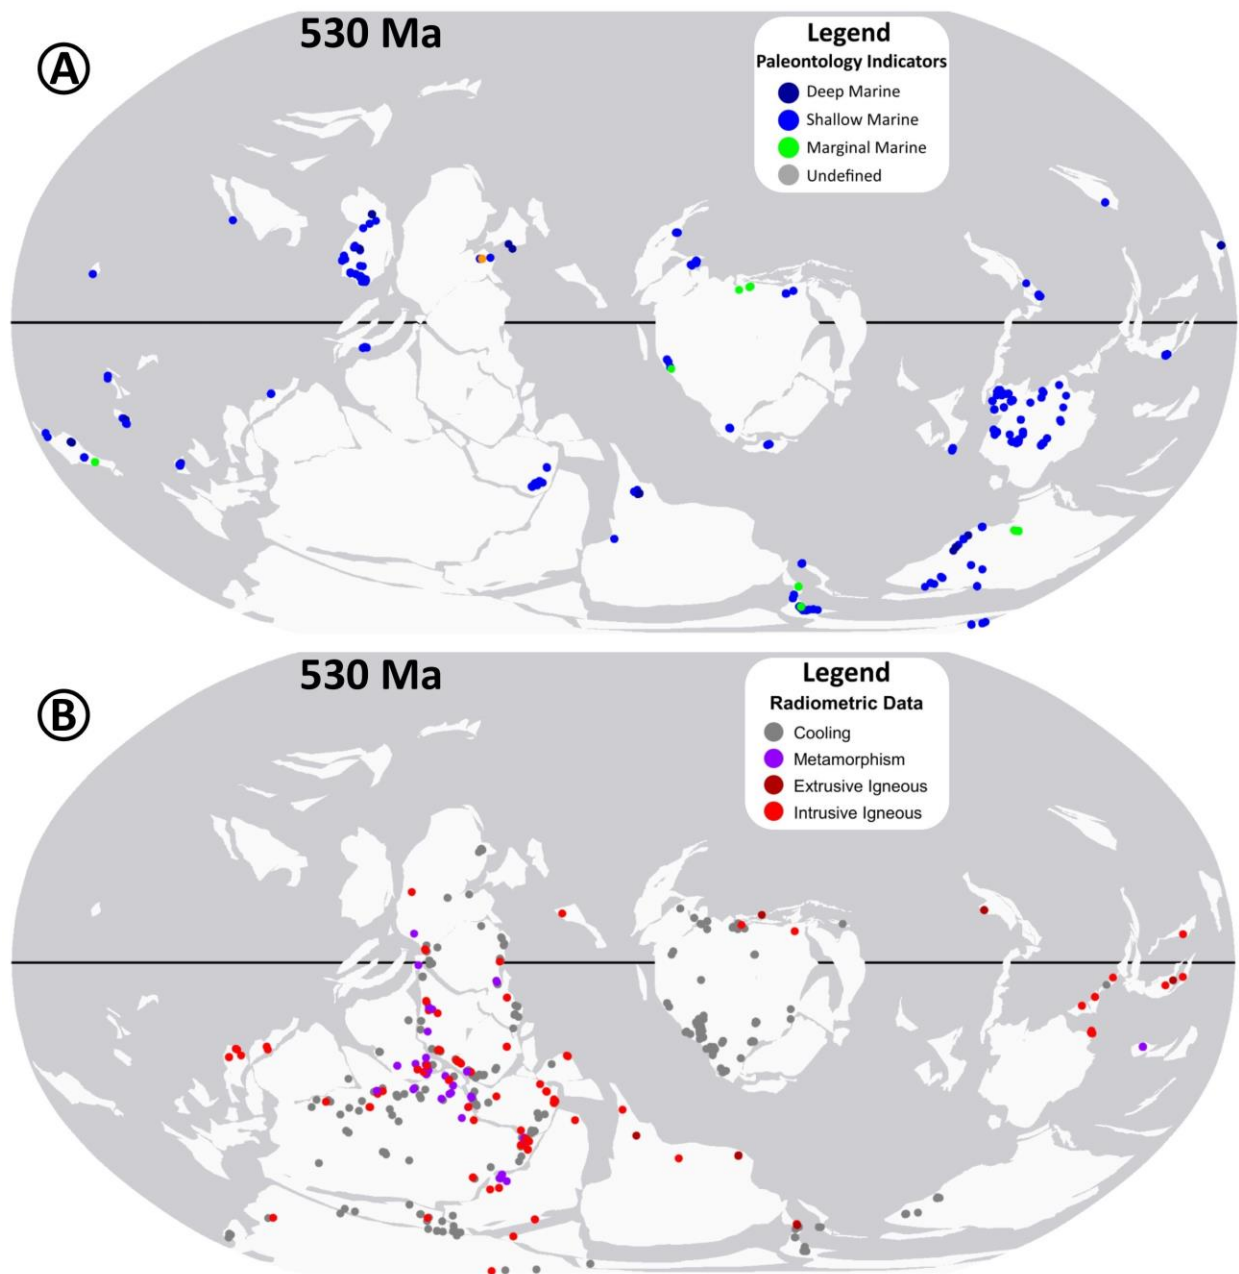 A
530 Ma
Legend
Paleontology Indicators
Deep Marine
Shallow Marine
Marginal Marine
Undefined
B
530 Ma
Legend
Radiometric Data
Cooling
Metamorphism
Extrusive Igneous
Intrusive Igneous